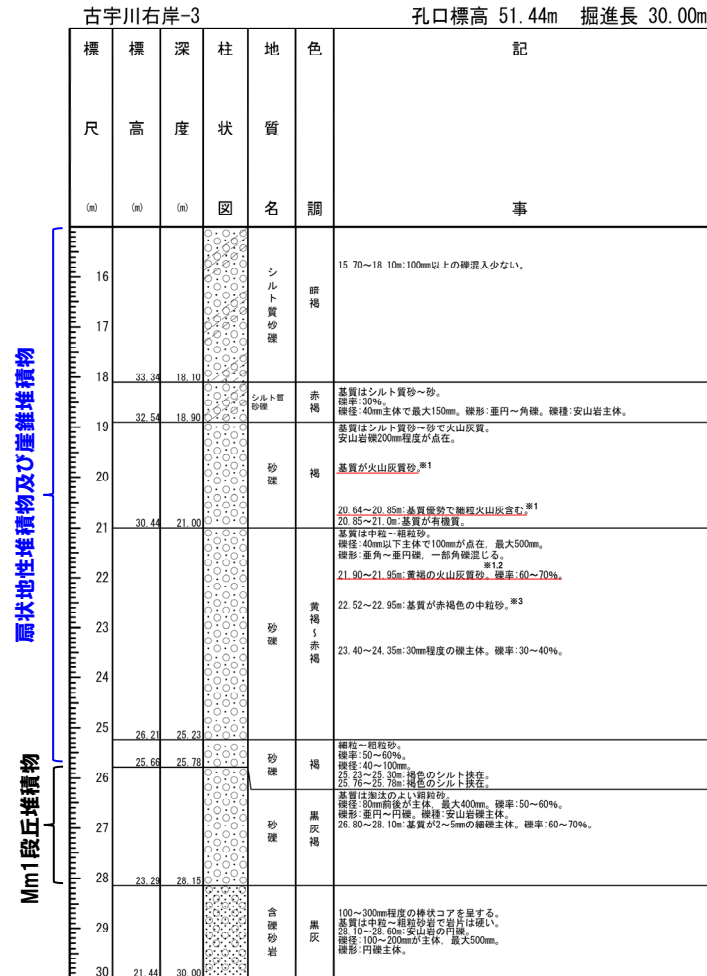 古宇川右岸-3
孔口標高 51.44m 掘進長 30.00m
標尺(m)
標高(m)
深度(m)
柱状図
地質名
色調
記事
扇状地性堆積物及び崖錐堆積物
16
17
シルト質砂礫
暗褐
15.70～18.10m:100mm以上の礫混入少ない。
18
33.34 18.10
シルト質砂礫
赤褐
基質はシルト質砂～砂。
礫率:30%。
礫径:40mm主体で最大150mm。礫形:亜円～角礫。礫種:安山岩主体。
32.54 18.90
19
20
砂礫
褐
基質はシルト質砂～砂で火山灰質。
安山岩礫200mm程度が点在。
基質が火山灰質砂。※1
20.64～20.85m:基質優勢で細粒火山灰含む。※1
20.85～21.0m:基質が有機質。
21
30.44 21.00
22
23
24
25
砂礫
黄褐～赤褐
基質は中粒～粗粒砂。
礫径:40mm以下主体で100mmが点在，最大500mm。
礫形:亜角～亜円礫，一部角礫混じる。
※1,2
21.90～21.95m:黄褐の火山灰質砂。礫率:60～70%。
22.52～22.95m:基質が赤褐色の中粒砂。※3
23.40～24.35m:30mm程度の礫主体。礫率:30～40%。
26.21 25.23
砂礫
褐
細粒～粗粒砂。
礫率:50～60%。
礫径:40～100mm。
25.23～25.30m:褐色のシルト挟在。
25.76～25.78m:褐色のシルト挟在。
25.66 25.78
Mm1段丘堆積物
26
27
28
砂礫
黒灰褐
基質は淘汰のよい粗粒砂。
礫径:80mm前後が主体，最大400mm。礫率:50～60%。
礫形:亜円～円礫。礫種:安山岩礫主体。
26.80～28.10m:基質が2～5mmの細礫主体。礫率:60～70%。
23.29 28.15
29
含礫砂岩
黒灰
100～300mm程度の棒状コアを呈する。
基質は中粒～粗粒砂岩で岩片は硬い。
28.10～28.60m:安山岩の円礫。
礫径:100～200mmが主体，最大500mm。
礫形:円礫主体。
30
21.44 30.00